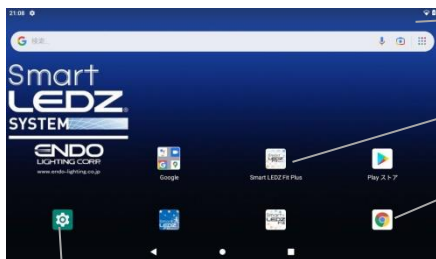 21:08
検索...
Smart
LEDZ
SYSTEM
ENDO
LIGHTING CORP.
www.endo-lighting.co.jp
Google
Smart LEDZ Fit Plus
Play ストア